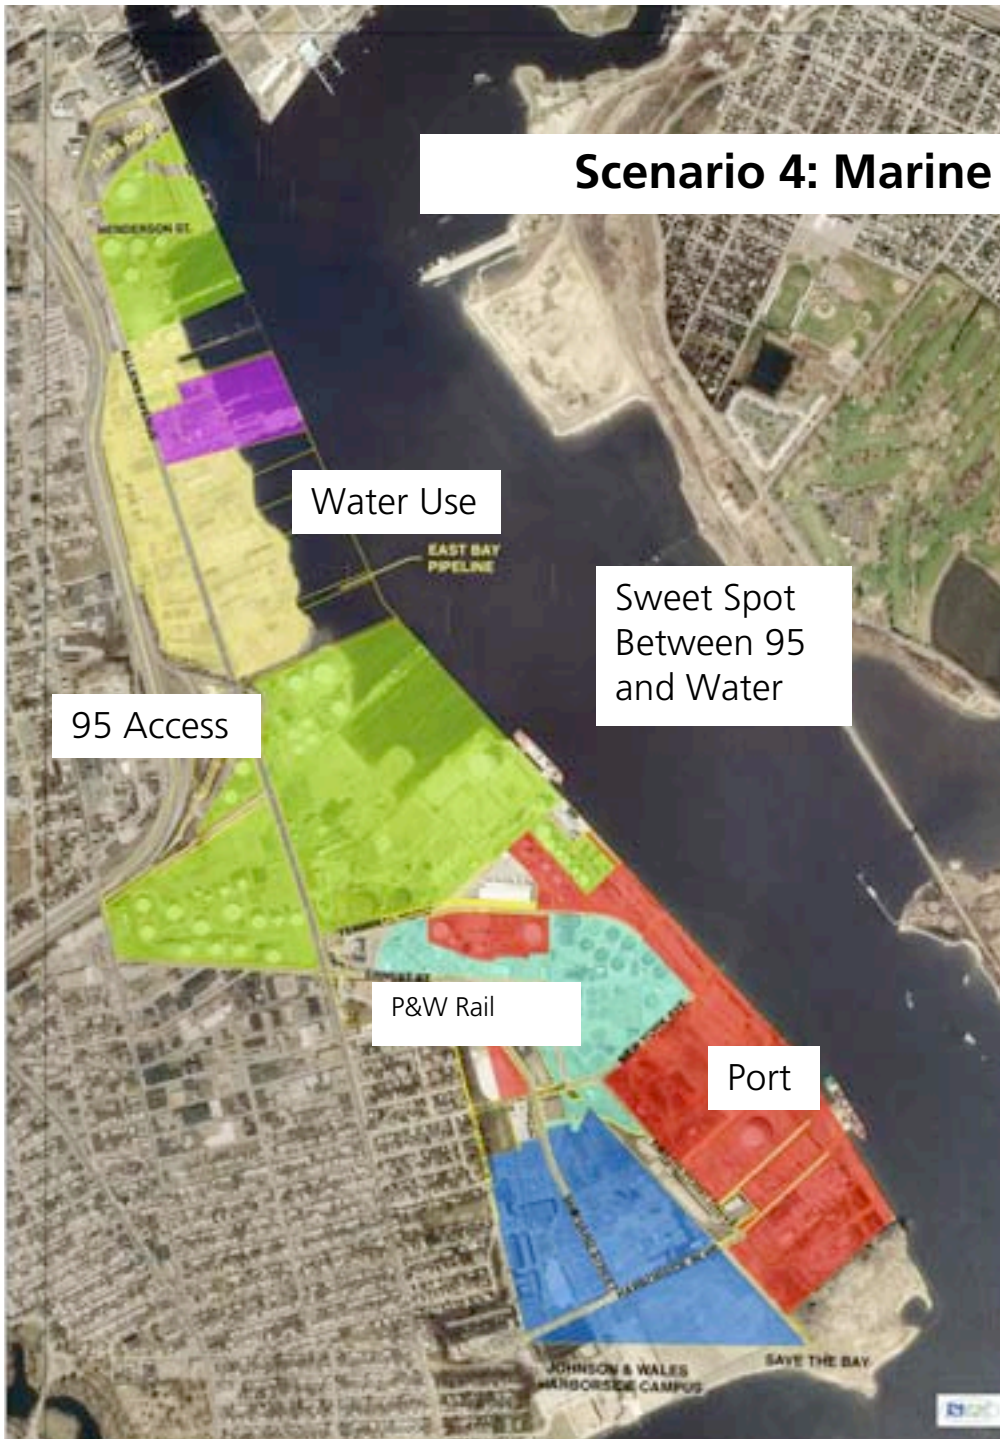 Scenario 4: Marine
HENDERSON ST.
Water Use
EAST BAY
PIPELINE
Sweet Spot
Between 95
and Water
95 Access
P&W Rail
Port
SAVE THE BAY
JOHNSON & WALES
HARBORSIDE CAMPUS